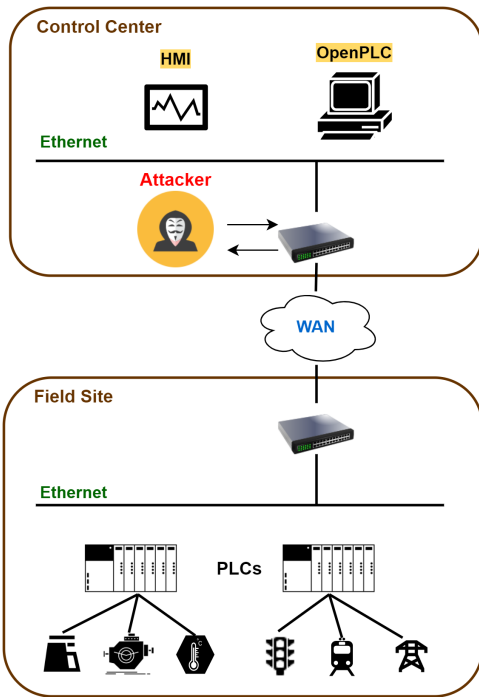 Control Center
HMI
OpenPLC
Ethernet
Attacker
WAN
Field Site
Ethernet
PLCs
°C